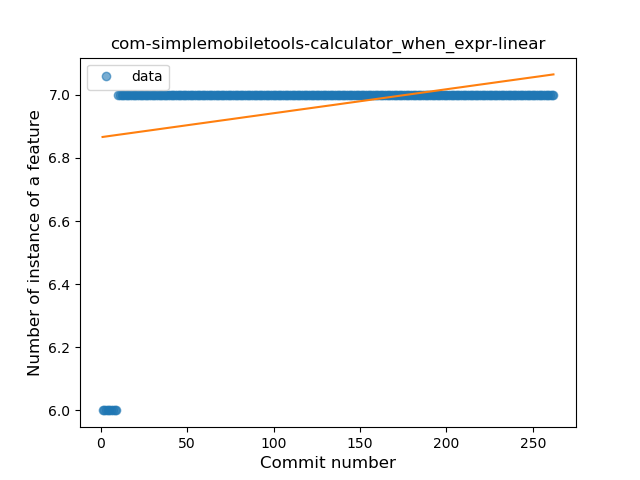 com-simplemobiletools-calculator_when_expr-linear
data
7.0
6.8
6.6
6.4
6.2
6.0
Number of instance of a feature
0 50 100 150 200 250
Commit number